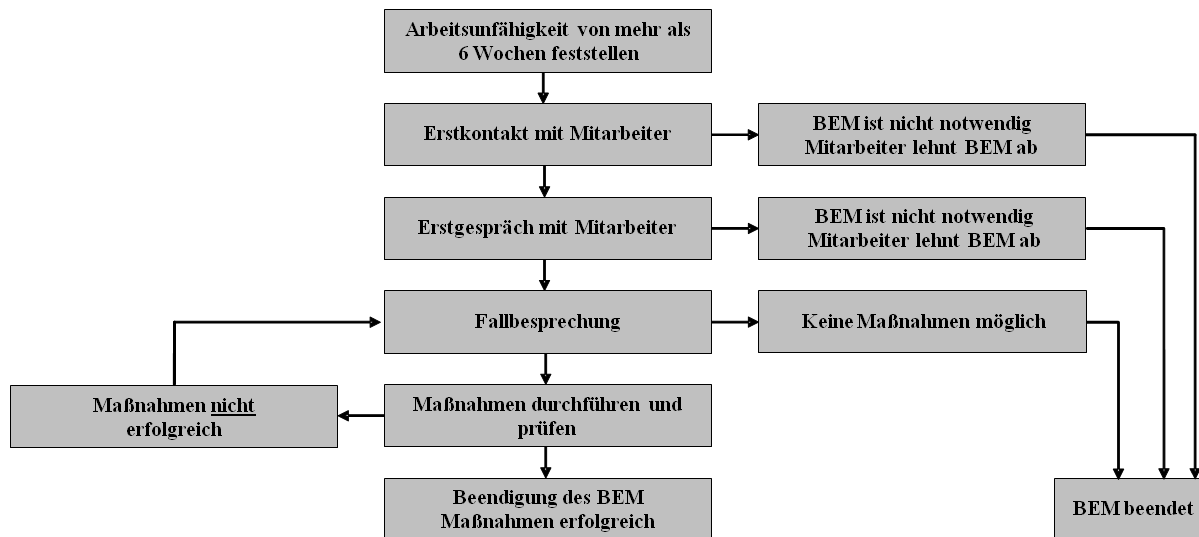 Arbeitsunfähigkeit von mehr als
6 Wochen feststellen
Erstkontakt mit Mitarbeiter
BEM ist nicht notwendig
Mitarbeiter lehnt BEM ab
Erstgespräch mit Mitarbeiter
BEM ist nicht notwendig
Mitarbeiter lehnt BEM ab
Fallbesprechung
Keine Maßnahmen möglich
Maßnahmen nicht
erfolgreich
Maßnahmen durchführen und
prüfen
Beendigung des BEM
Maßnahmen erfolgreich
BEM beendet